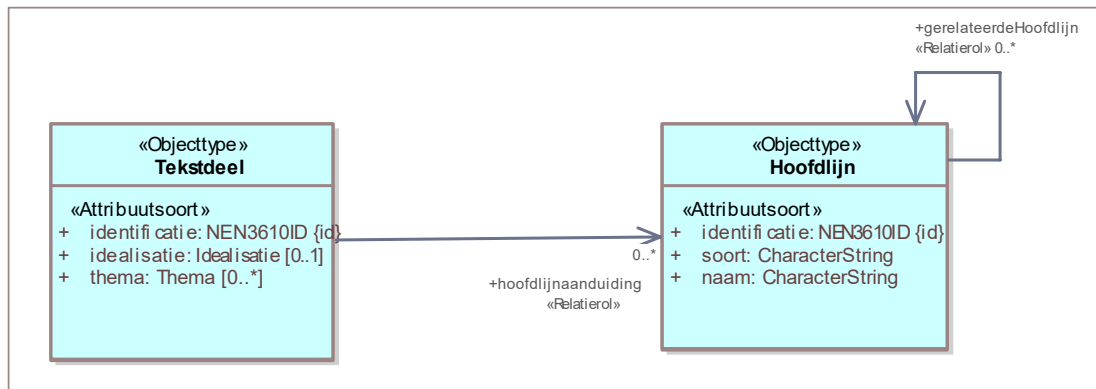 +gerelateerdeHoofdlijn
«Relatierol» 0..*
«Objecttype»
Tekstdeel
«Attribuutsoort»
+ identificatie: NEN3610ID {id}
+ idealisatie: Idealisatie [0..1]
+ thema: Thema [0..*]
0..*
+hoofdlijnaanduiding
«Relatierol»
«Objecttype»
Hoofdlijn
«Attribuutsoort»
+ identificatie: NEN3610ID {id}
+ soort: CharacterString
+ naam: CharacterString